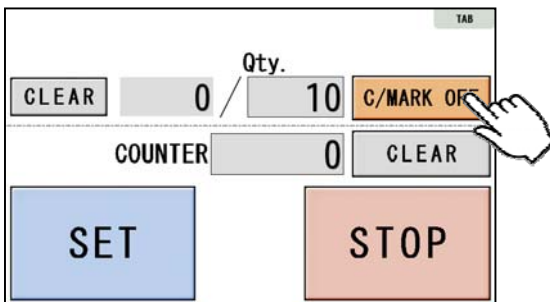 TAB
Qty.
CLEAR 0 / 10 C/MARK OFF
COUNTER 0 CLEAR
SET STOP